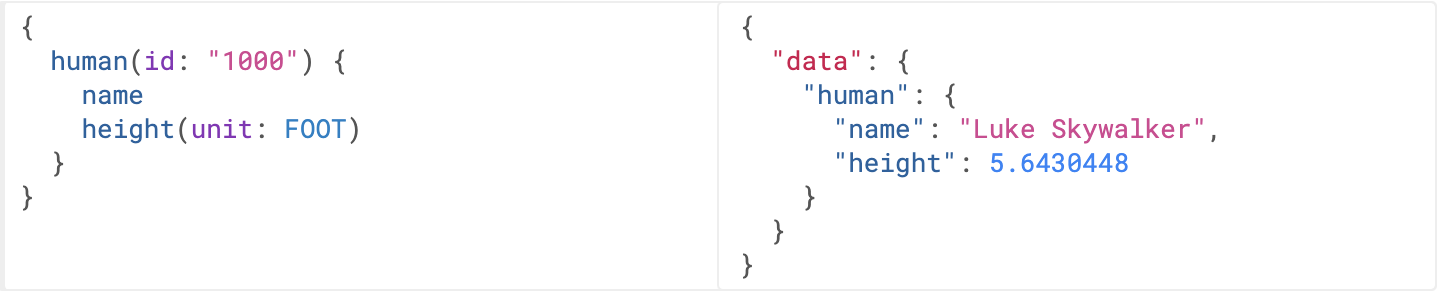 {
  human(id: "1000") {
    name
    height(unit: FOOT)
  }
}
{
  "data": {
    "human": {
      "name": "Luke Skywalker",
      "height": 5.6430448
    }
  }
}